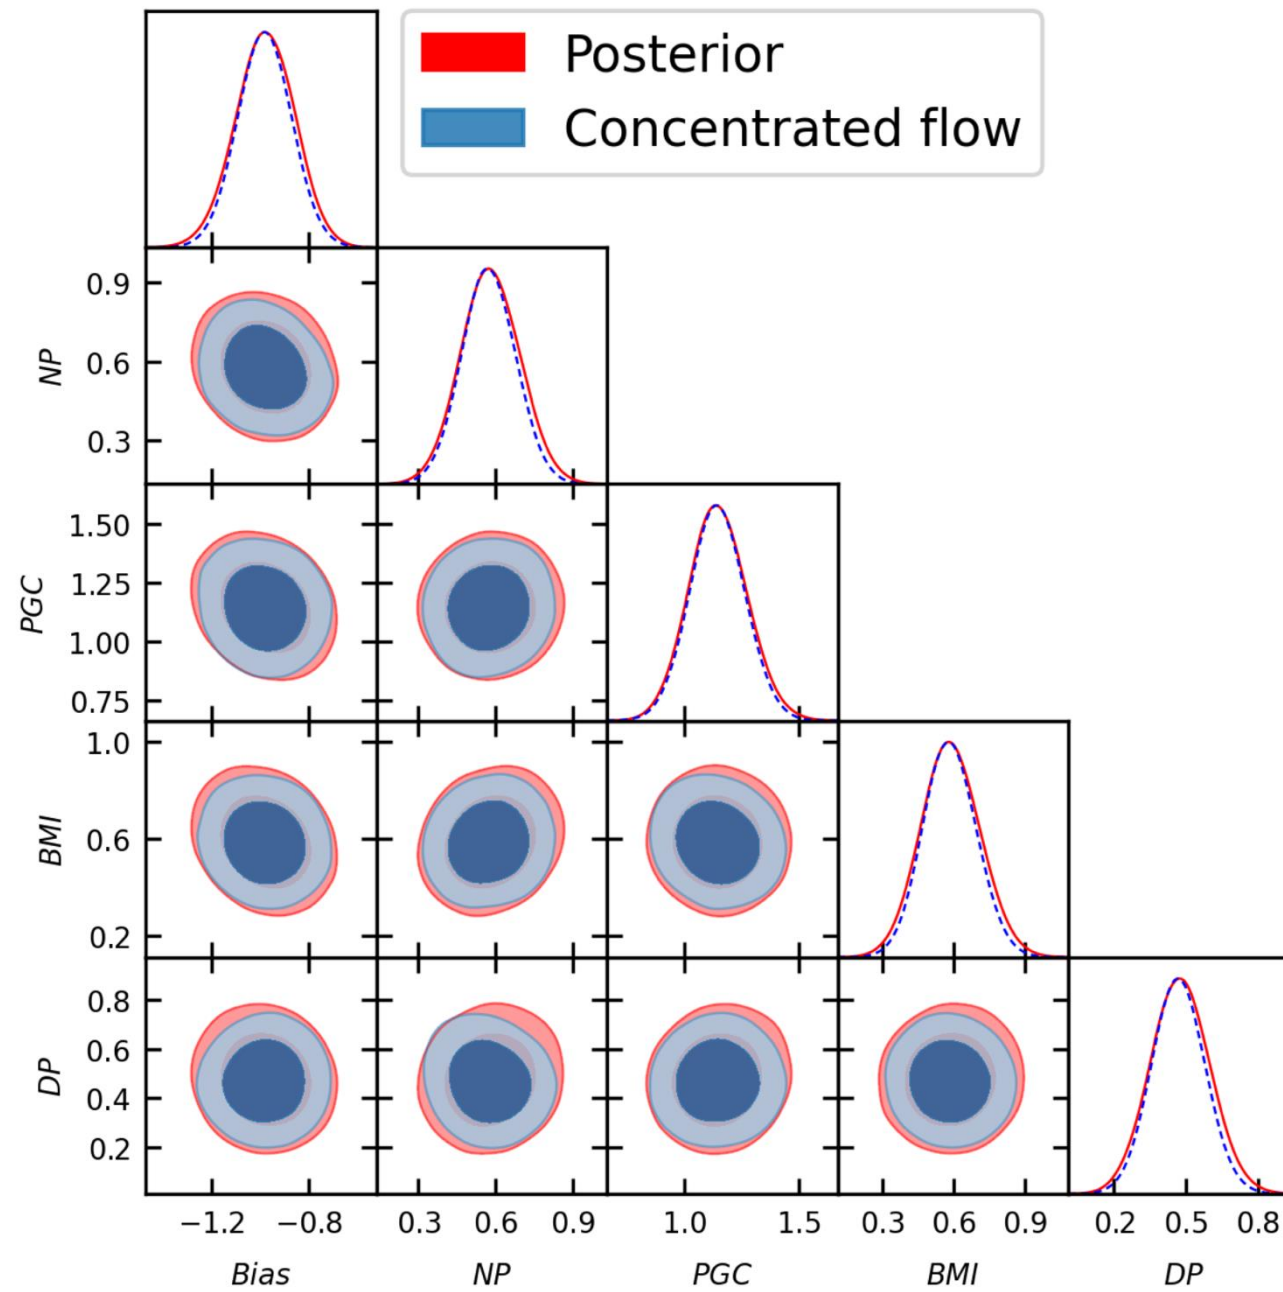 Posterior
Concentrated flow
0.9
NP
0.6
0.3
1.50
1.25
PGC
1.00
0.75
1.0
BMI
0.6
0.2
0.8
0.6
DP
0.4
0.2
−1.2 −0.8 0.3 0.6 0.9 1.0 1.5 0.3 0.6 0.9 0.2 0.5 0.8
Bias NP PGC BMI DP